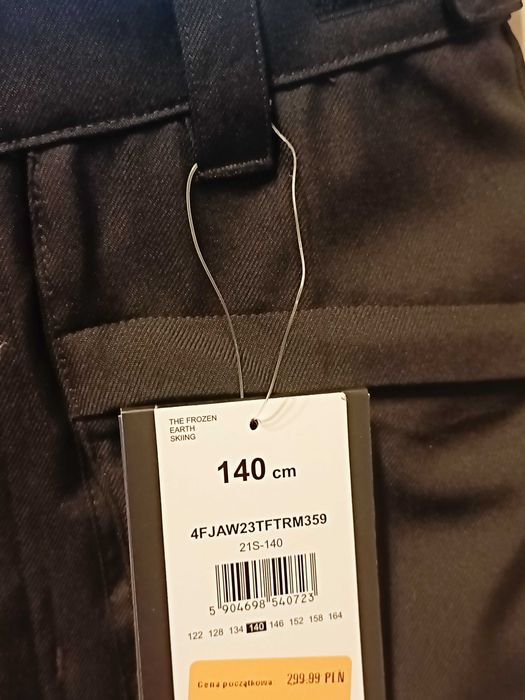 THE FROZEN
EARTH
SKIING
140 cm
4FJAW23TFTRM359
21S-140
5 904698 540723
122 128 134 140 146 152 158 164
Cena początkowa: 299.99 PLN